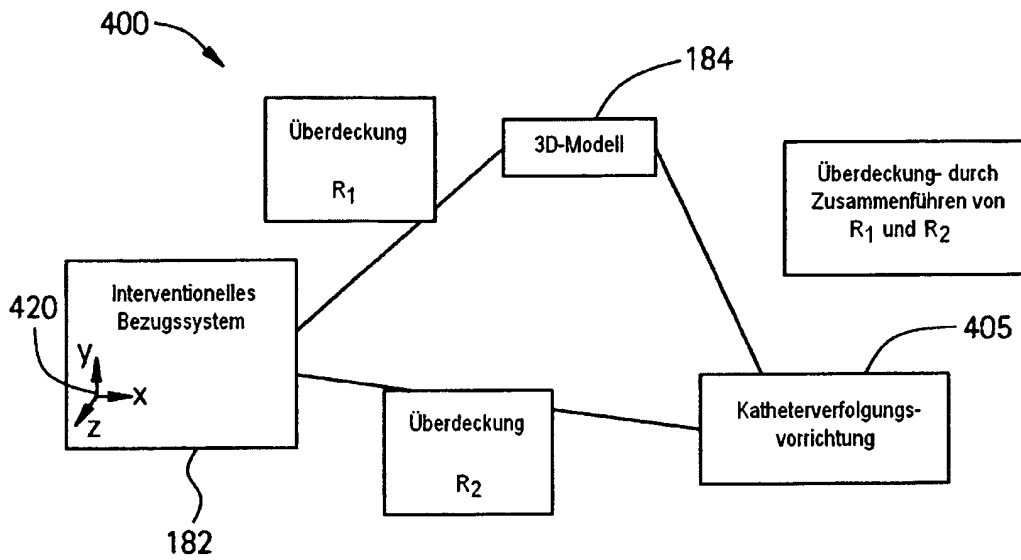 400
184
Überdeckung
R1
3D-Modell
Überdeckung- durch
Zusammenführen von
R1 und R2
Interventionelles
Bezugssystem
420
y
x
z
405
Überdeckung
R2
Katheterverfolgungs-
vorrichtung
182